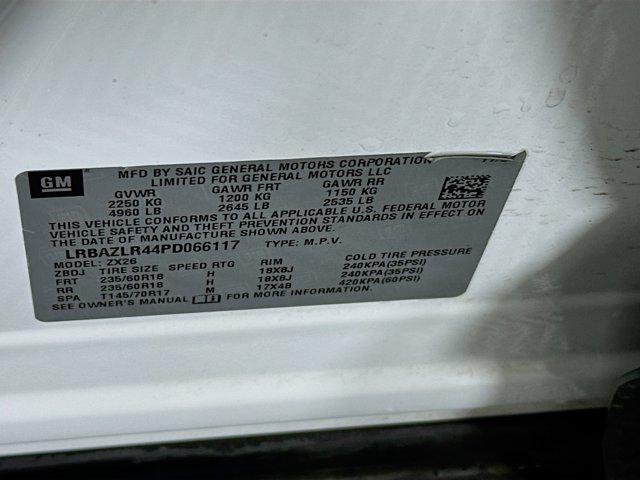 GM
MFD BY SAIC GENERAL MOTORS CORPORATION
LIMITED FOR GENERAL MOTORS LLC
GVWR GAWR FRT GAWR RR
2250 KG 1200 KG 1150 KG
4960 LB 2645 LB 2535 LB
THIS VEHICLE CONFORMS TO ALL APPLICABLE U.S. FEDERAL MOTOR
VEHICLE SAFETY AND THEFT PREVENTION STANDARDS IN EFFECT ON
THE DATE OF MANUFACTURE SHOWN ABOVE.
LRBAZLR44PD066117 TYPE: M.P.V.
MODEL: ZX26
ZBDJ TIRE SIZE SPEED RTG RIM COLD TIRE PRESSURE
FRT 235/60R18 H 18X8J 240KPA(35PSI)
RR 235/60R18 H 18X8J 240KPA(35PSI)
SPA T145/70R17 M 17X4B 420KPA(60PSI)
SEE OWNER'S MANUAL FOR MORE INFORMATION.